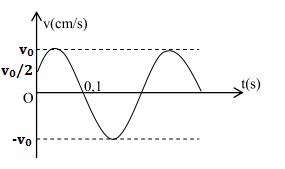 v(cm/s)
v₀
v₀/2
0,1
t(s)
O
-v₀